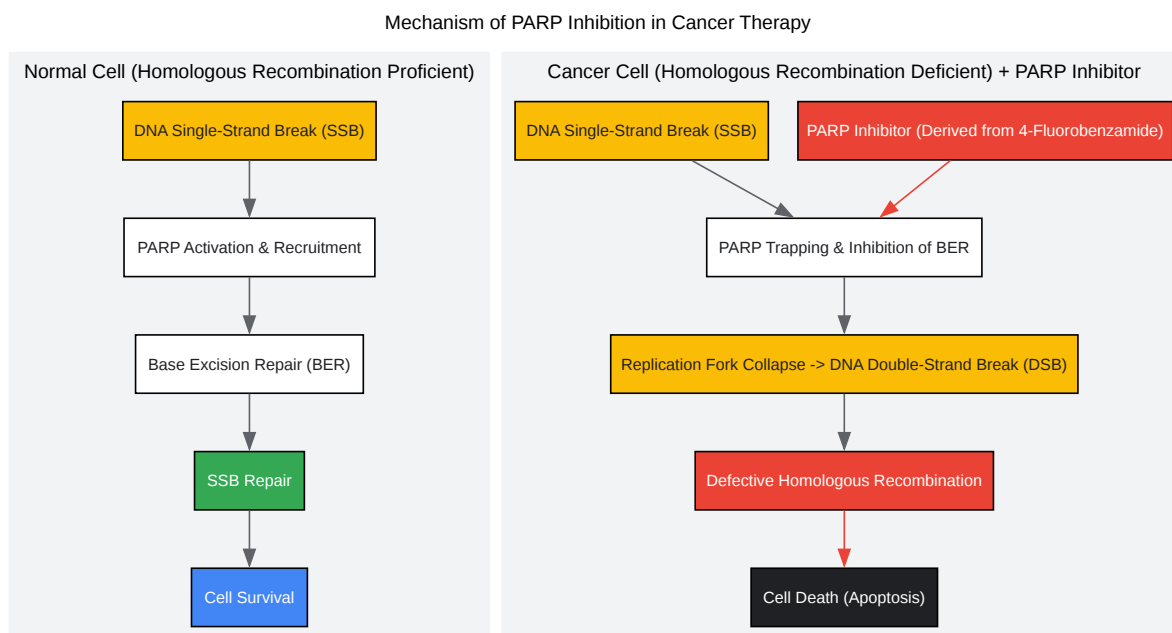 Mechanism of PARP Inhibition in Cancer Therapy
Normal Cell (Homologous Recombination Proficient)
DNA Single-Strand Break (SSB)
PARP Activation & Recruitment
Base Excision Repair (BER)
SSB Repair
Cell Survival
Cancer Cell (Homologous Recombination Deficient) + PARP Inhibitor
DNA Single-Strand Break (SSB)
PARP Inhibitor (Derived from 4-Fluorobenzamide)
PARP Trapping & Inhibition of BER
Replication Fork Collapse -> DNA Double-Strand Break (DSB)
Defective Homologous Recombination
Cell Death (Apoptosis)